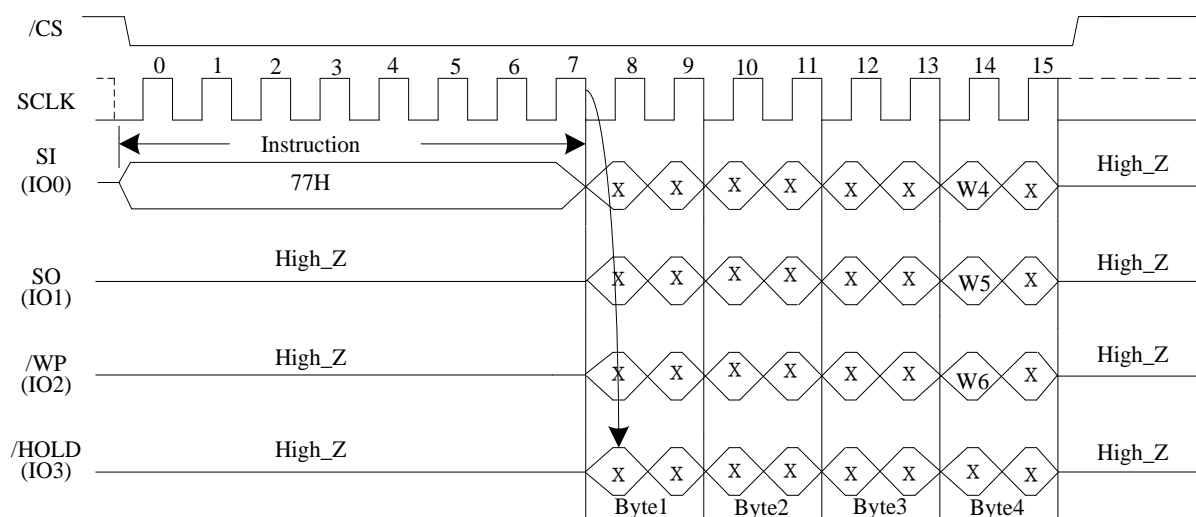 /CS
0 1 2 3 4 5 6 7 8 9 10 11 12 13 14 15
SCLK
Instruction
SI
(IO0)
77H
X X X X X X W4 X
High_Z
SO
(IO1)
High_Z
X X X X X X W5 X
High_Z
/WP
(IO2)
High_Z
X X X X X X W6 X
High_Z
/HOLD
(IO3)
High_Z
X X X X X X X X
High_Z
Byte1 Byte2 Byte3 Byte4